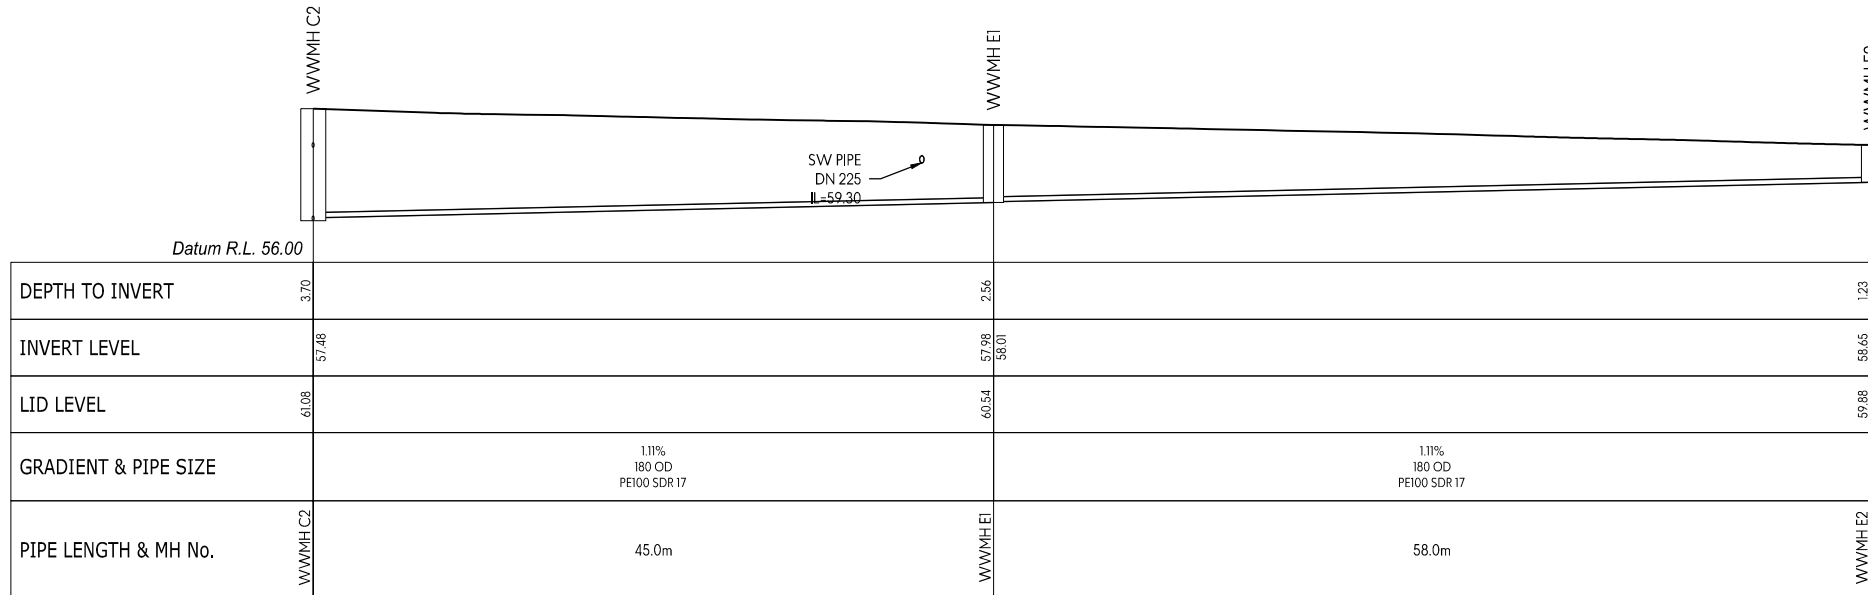 WWMH C2
WWMH E1
WWMH E2
SW PIPE
DN 225
IL=59.30
Datum R.L. 56.00
DEPTH TO INVERT
3.70
2.56
1.23
INVERT LEVEL
57.48
57.98
58.01
58.65
LID LEVEL
61.08
60.54
59.88
GRADIENT & PIPE SIZE
1.11%
180 OD
PE100 SDR 17
1.11%
180 OD
PE100 SDR 17
PIPE LENGTH & MH No.
WWMH C2
45.0m
WWMH E1
58.0m
WWMH E2